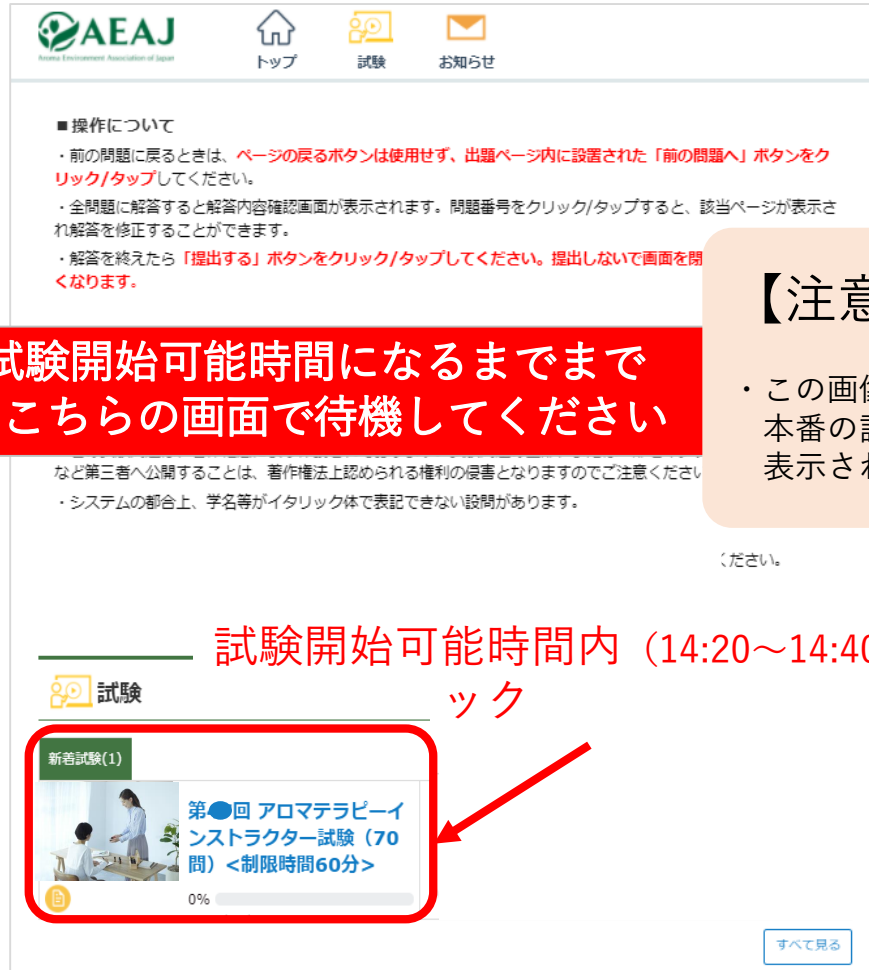 AEAJ
Aroma Environment Association of Japan
トップ
試験
お知らせ
■操作について
・前の問題に戻るときは、ページの戻るボタンは使用せず、出題ページ内に設置された「前の問題へ」ボタンをク
リック/タップしてください。
・全問題に解答すると解答内容確認画面が表示されます。問題番号をクリック/タップすると、該当ページが表示さ
れ解答を修正することができます。
・解答を終えたら「提出する」ボタンをクリック/タップしてください。提出しないで画面を閉
くなります。
【注意
試験開始可能時間になるまでまで
こちらの画面で待機してください
・この画像
本番の
表示され
など第三者へ公開することは、著作権法上認められる権利の侵害となりますのでご注意ください
・システムの都合上、学名等がイタリック体で表記できない設問があります。
ください。
試験開始可能時間内（14:20～14:40
ック
試験
新着試験(1)
第 回 アロマテラピーイ
ンストラクター試験（70
問）<制限時間60分>
0%
すべて見る